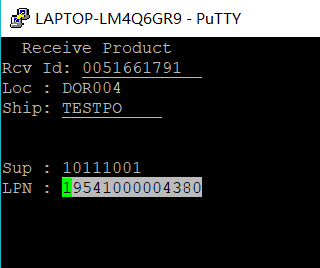 LAPTOP-LM4Q6GR9 - PuTTY
Receive Product
Rcv Id: 0051661791
Loc : DOR004
Ship: TESTPO
Sup : 10111001
LPN : 19541000004380